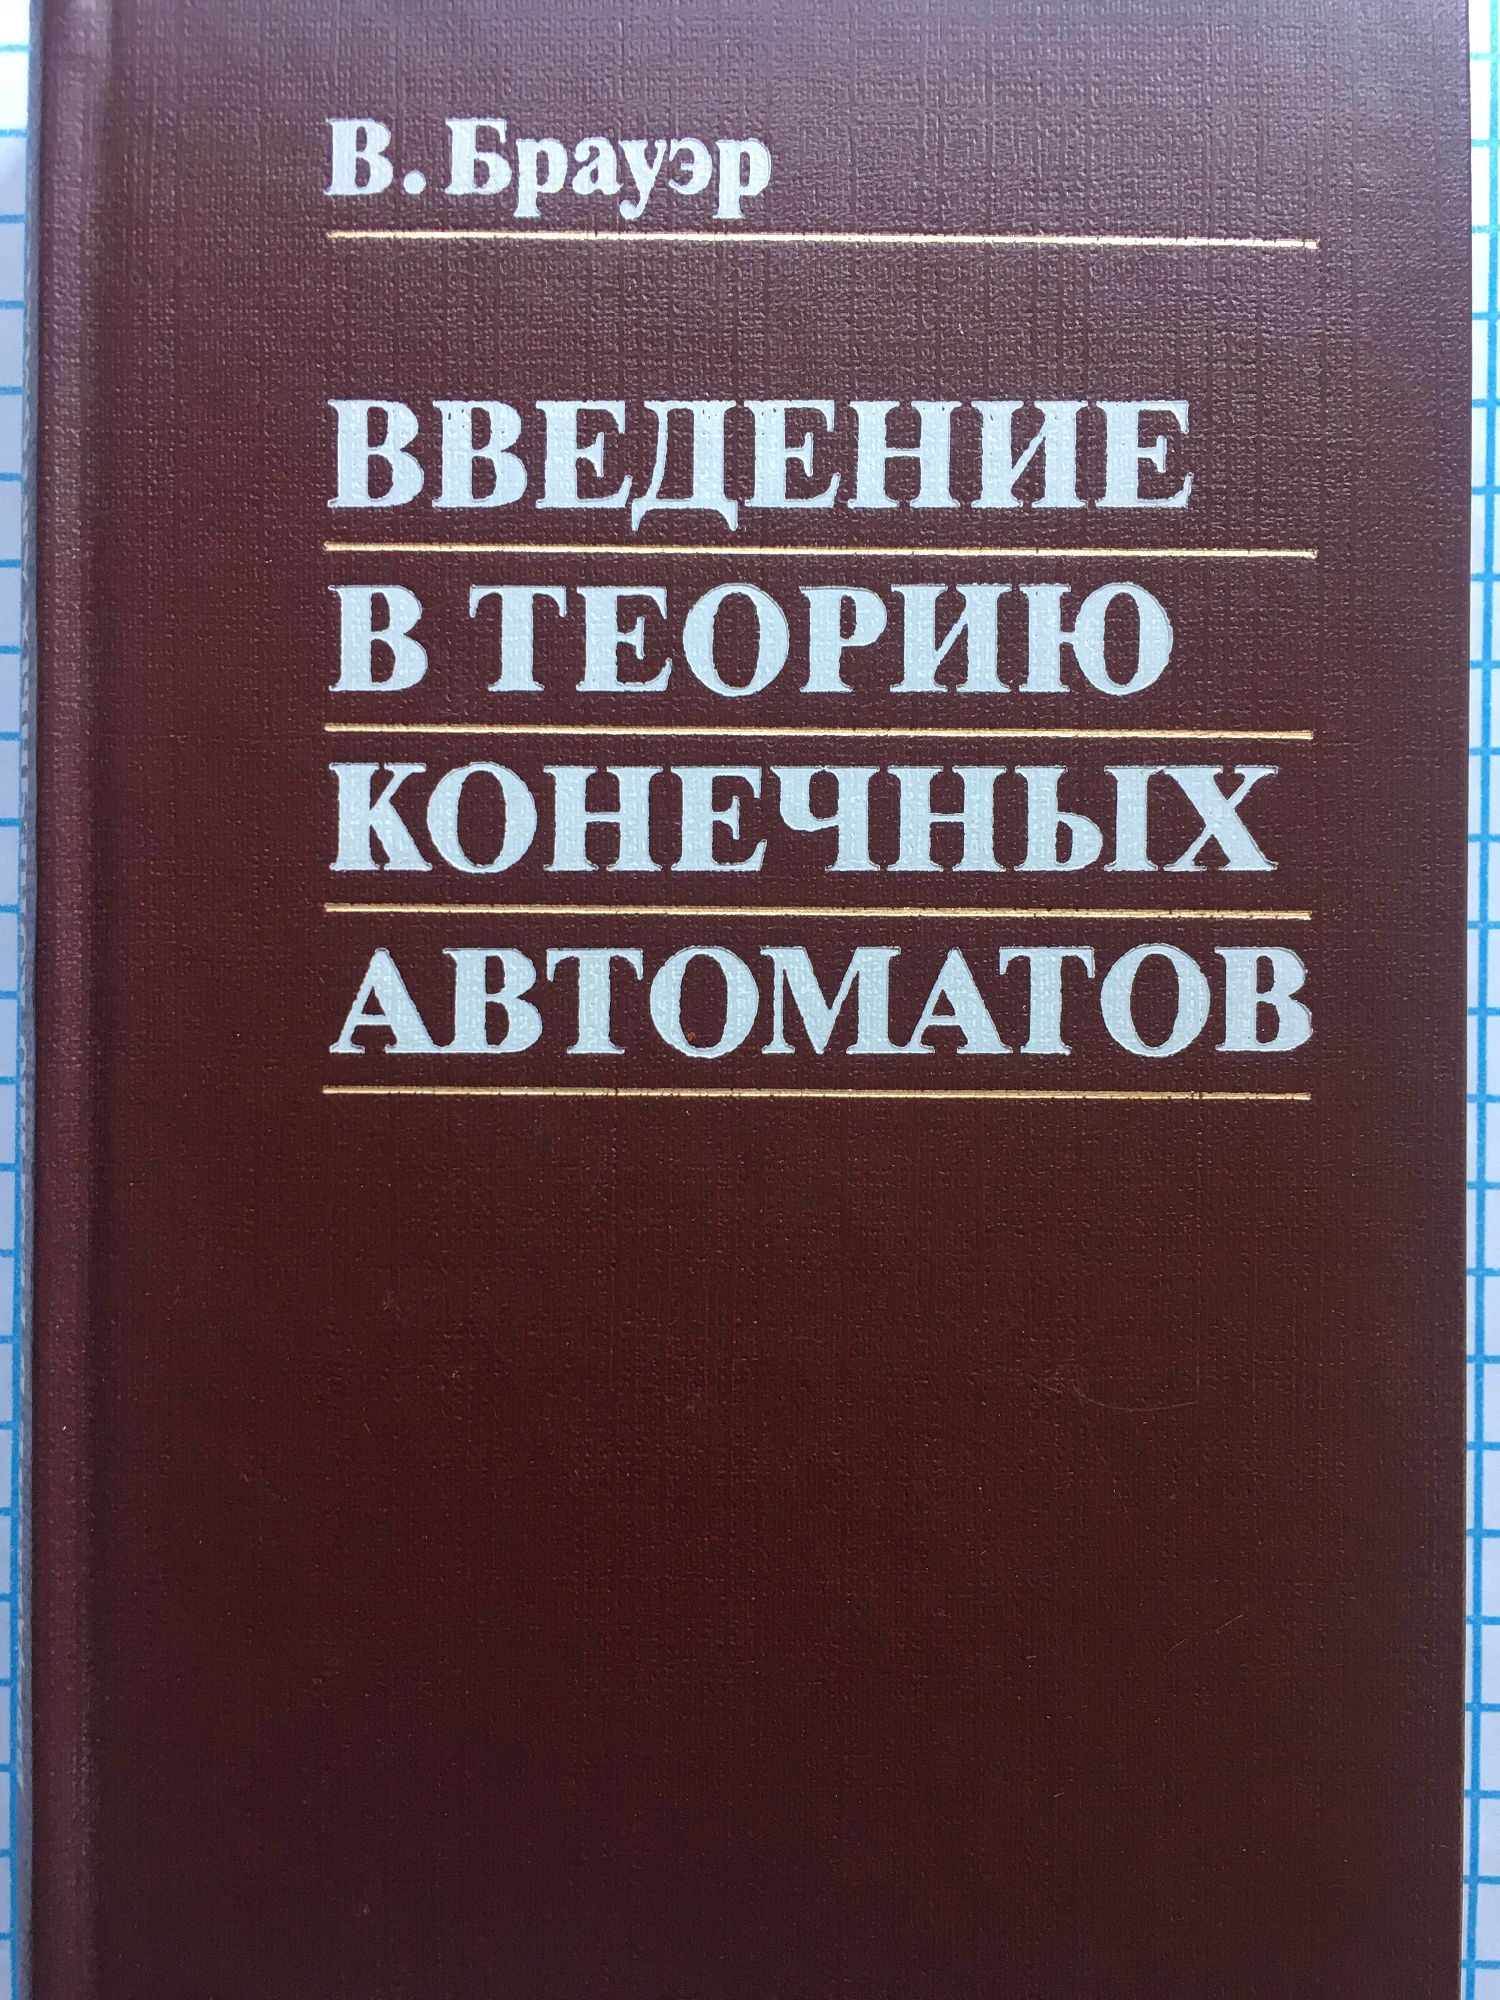 В. Брауэр
ВВЕДЕНИЕ
В ТЕОРИЮ
КОНЕЧНЫХ
АВТОМАТОВ